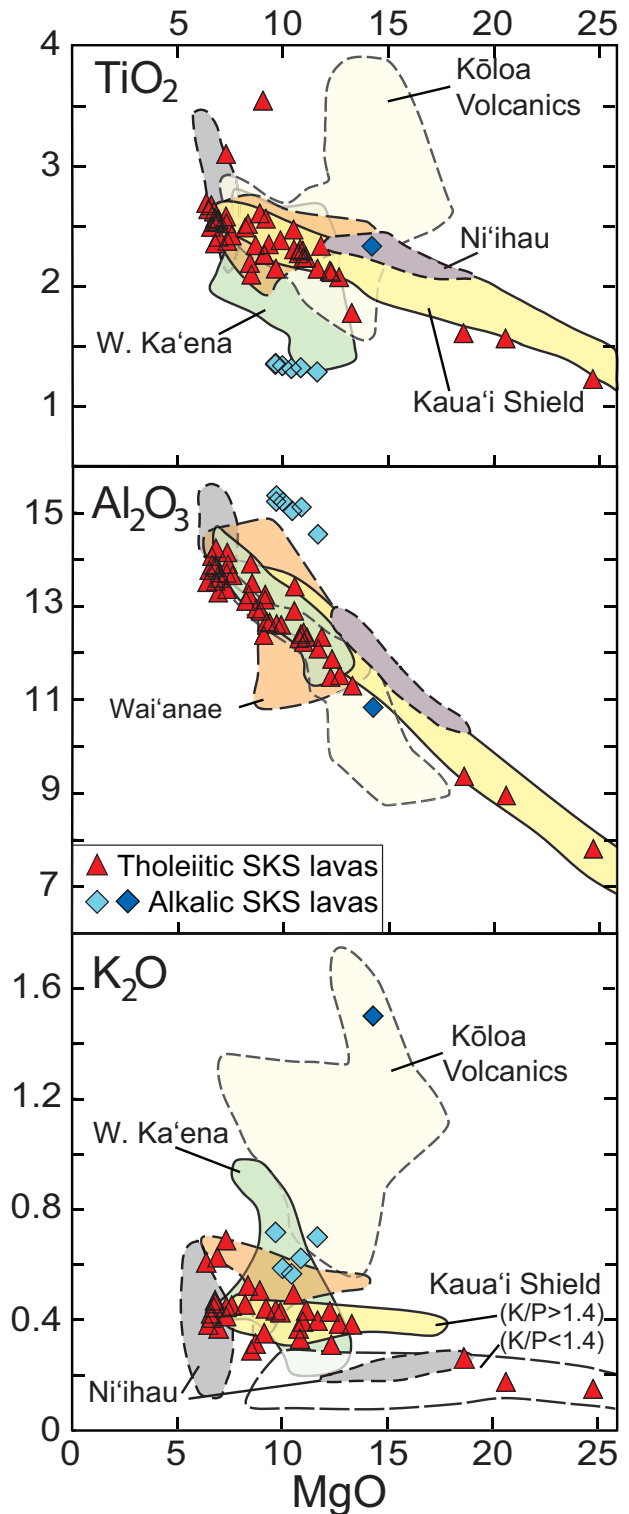 5 10 15 20 25
4
TiO2
Kōloa
Volcanics
3
Ni‘ihau
2
W. Ka‘ena
1
Kaua‘i Shield
15
Al2O3
13
11
Wai‘anae
9
Tholeiitic SKS lavas
7
Alkalic SKS lavas
K2O
1.6
Kōloa
Volcanics
1.2
W. Ka‘ena
0.8
Kaua‘i Shield
(K/P>1.4)
0.4
(K/P<1.4)
Ni‘ihau
0
0 5 10 15 20 25
MgO